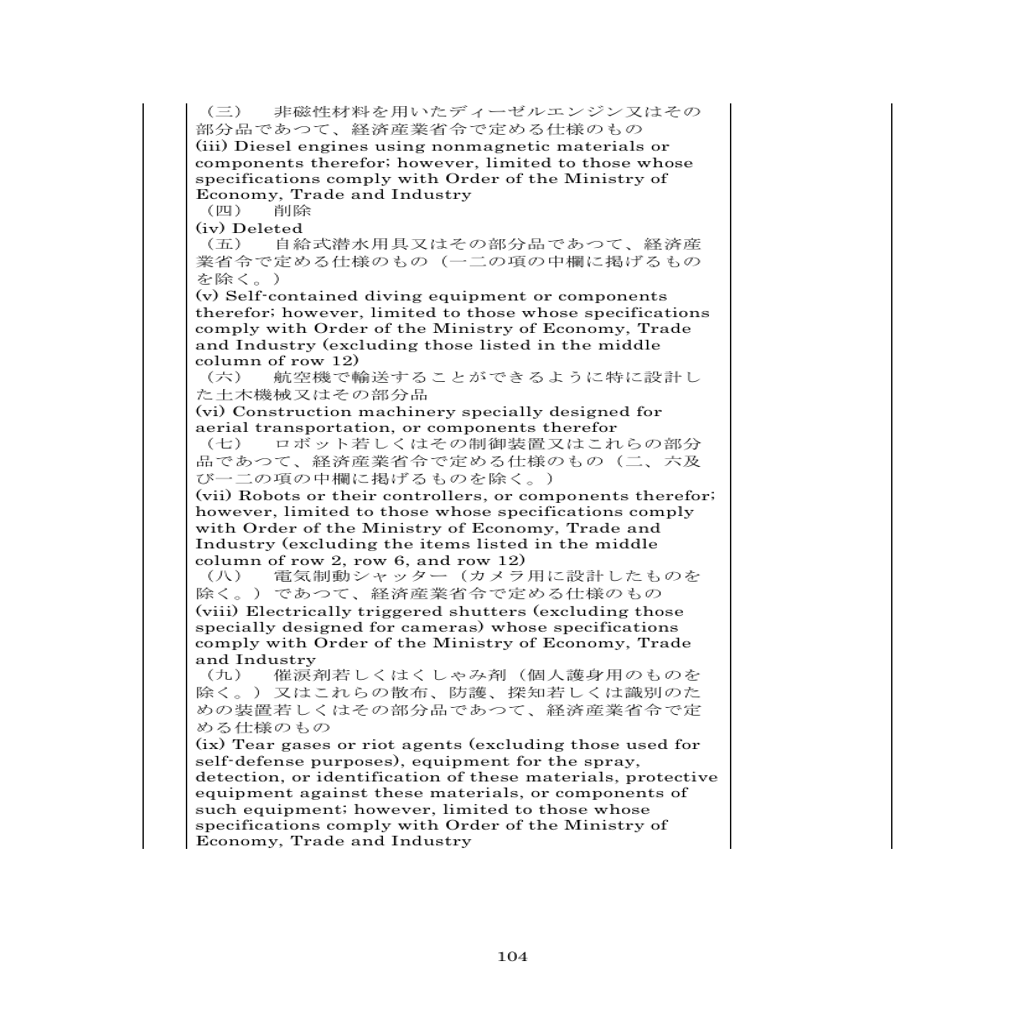 （三）　非磁性材料を用いたディーゼルエンジン又はその
部分品であつて、経済産業省令で定める仕様のもの
(iii) Diesel engines using nonmagnetic materials or
components therefor; however, limited to those whose
specifications comply with Order of the Ministry of
Economy, Trade and Industry
（四）　削除
(iv) Deleted
（五）　自給式潜水用具又はその部分品であつて、経済産
業省令で定める仕様のもの（一二の項の中欄に掲げるもの
を除く。）
(v) Self-contained diving equipment or components
therefor; however, limited to those whose specifications
comply with Order of the Ministry of Economy, Trade
and Industry (excluding those listed in the middle
column of row 12)
（六）　航空機で輸送することができるように特に設計し
た土木機械又はその部分品
(vi) Construction machinery specially designed for
aerial transportation, or components therefor
（七）　ロボット若しくはその制御装置又はこれらの部分
品であつて、経済産業省令で定める仕様のもの（二、六及
び一二の項の中欄に掲げるものを除く。）
(vii) Robots or their controllers, or components therefor;
however, limited to those whose specifications comply
with Order of the Ministry of Economy, Trade and
Industry (excluding the items listed in the middle
column of row 2, row 6, and row 12)
（八）　電気制動シャッター（カメラ用に設計したものを
除く。）であつて、経済産業省令で定める仕様のもの
(viii) Electrically triggered shutters (excluding those
specially designed for cameras) whose specifications
comply with Order of the Ministry of Economy, Trade
and Industry
（九）　催涙剤若しくはくしゃみ剤（個人護身用のものを
除く。）又はこれらの散布、防護、探知若しくは識別のた
めの装置若しくはその部分品であつて、経済産業省令で定
める仕様のもの
(ix) Tear gases or riot agents (excluding those used for
self-defense purposes), equipment for the spray,
detection, or identification of these materials, protective
equipment against these materials, or components of
such equipment; however, limited to those whose
specifications comply with Order of the Ministry of
Economy, Trade and Industry
104